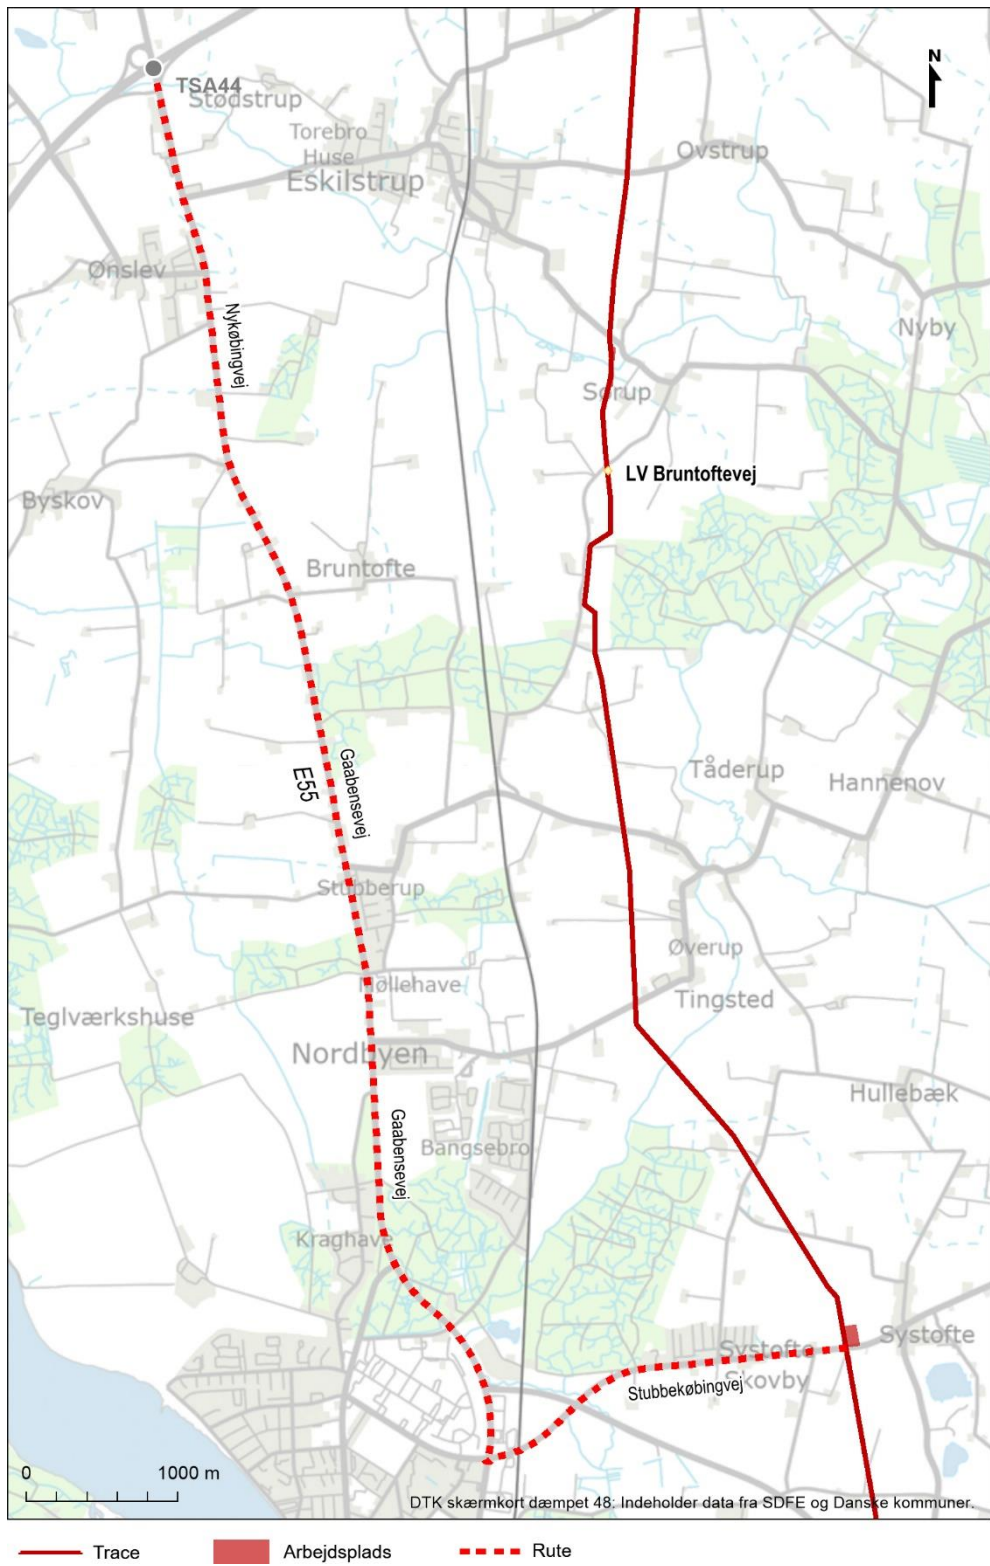 N
TSA44
Stødstrup
Torebro
Huse
Eskilstrup
Ovstrup
Ønslev
Nykøbingvej
Nyby
Sørup
LV Bruntoftevej
Byskov
Bruntofte
Gaabensevej
E55
Tåderup
Hannenov
Stubberup
Øverup
Møllehave
Tingsted
Teglværkshuse
Nordbyen
Hullebæk
Gaabensevej
Bangsebro
Kraghave
Systofte
Systofte
Skovby
Stubbekøbingvej
0 1000 m
DTK skærmkort dæmpet 48: Indeholder data fra SDFE og Danske kommuner.
Trace Arbejdsplads Rute